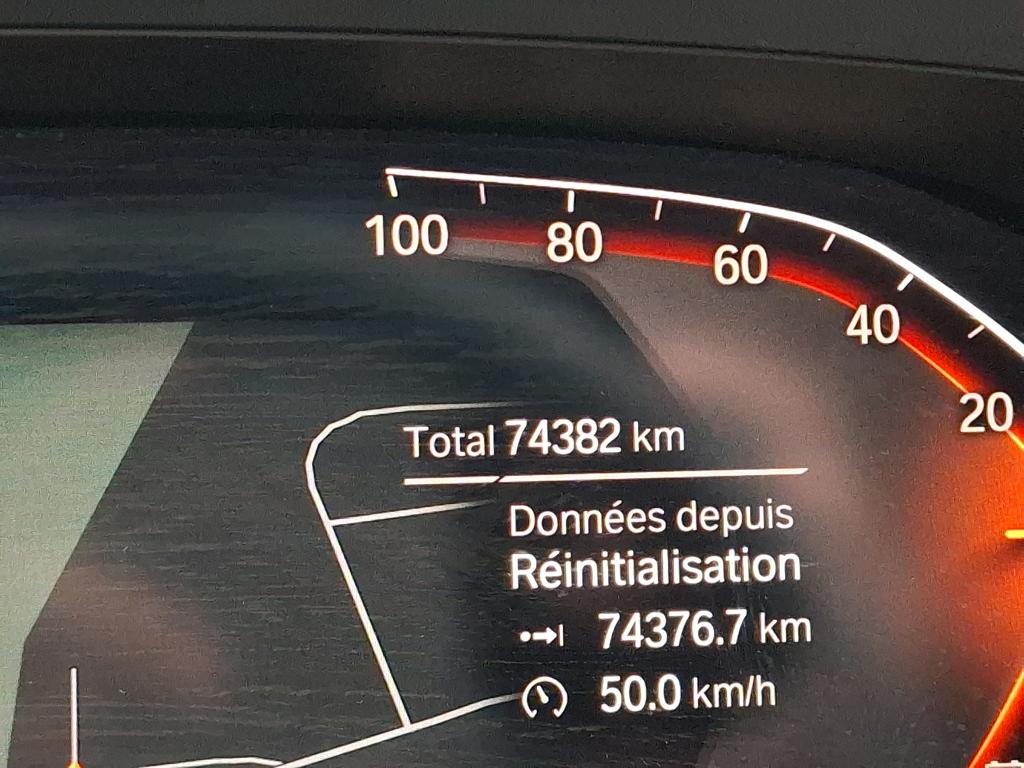 100
80
60
40
20
Total 74382 km
Données depuis
Réinitialisation
74376.7 km
50.0 km/h